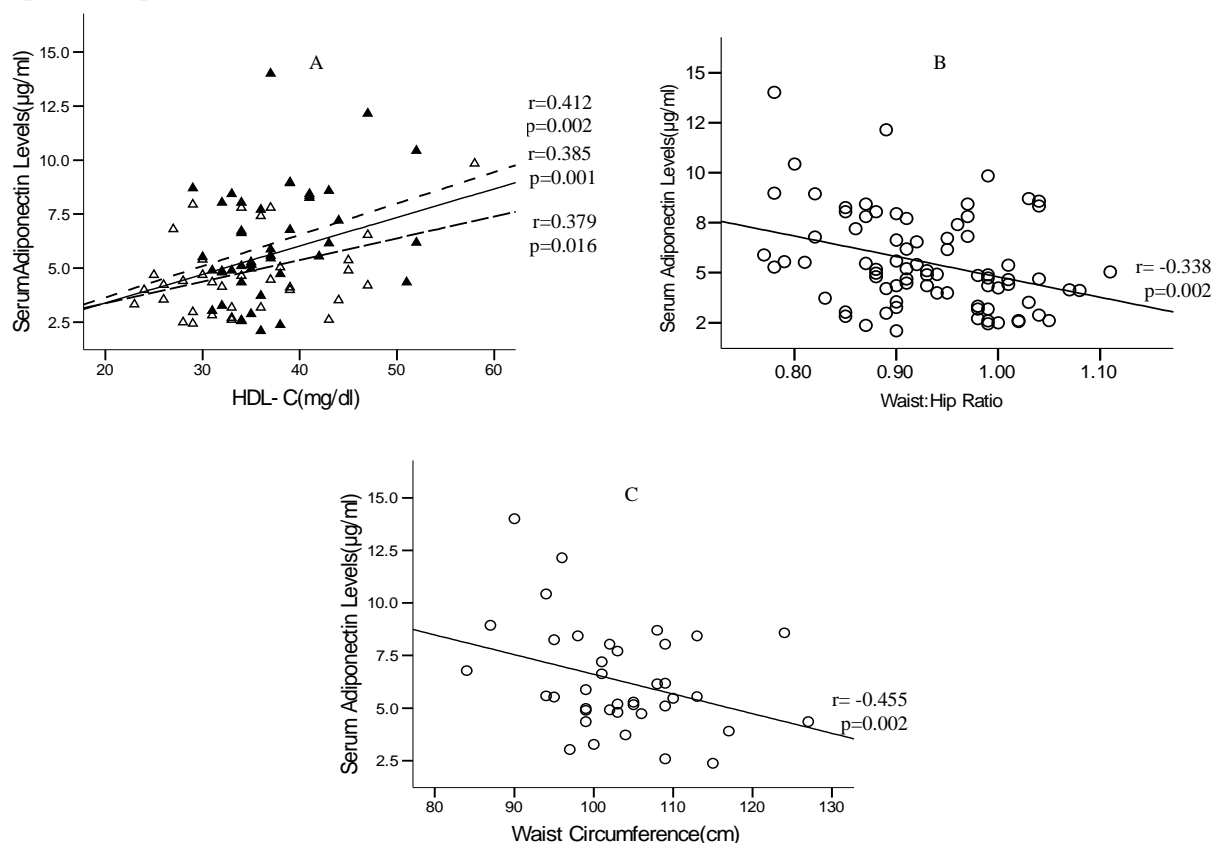 A
SerumAdiponectin Levels(µg/ml)
15.0
12.5
10.0
7.5
5.0
2.5
20 30 40 50 60
HDL- C(mg/dl)
r=0.412
p=0.002
r=0.385
p=0.001
r=0.379
p=0.016
B
Serum Adiponectin Levels(µg/ml)
15
12
10
8
5
2
0.80 0.90 1.00 1.10
Waist:Hip Ratio
r= -0.338
p=0.002
C
Serum Adiponectin Levels(µg/ml)
15.0
12.5
10.0
7.5
5.0
2.5
80 90 100 110 120 130
Waist Circumference(cm)
r= -0.455
p=0.002